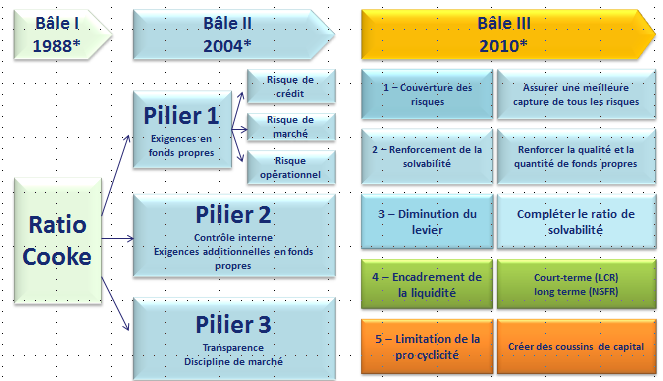 Bâle I
1988*
Bâle II
2004*
Bâle III
2010*
Ratio
Cooke
Pilier 1
Exigences en
fonds propres
Risque de
crédit
Risque de
marché
Risque
opérationnel
Pilier 2
Contrôle interne
Exigences additionnelles en fonds
propres
Pilier 3
Transparence
Discipline de marché
1 – Couverture des
risques
Assurer une meilleure
capture de tous les risques
2 – Renforcement de la
solvabilité
Renforcer la qualité et la
quantité de fonds propres
3 – Diminution du
levier
Compléter le ratio de
solvabilité
4 – Encadrement de
la liquidité
Court-terme (LCR)
long terme (NSFR)
5 – Limitation de la
pro cyclicité
Créer des coussins de capital